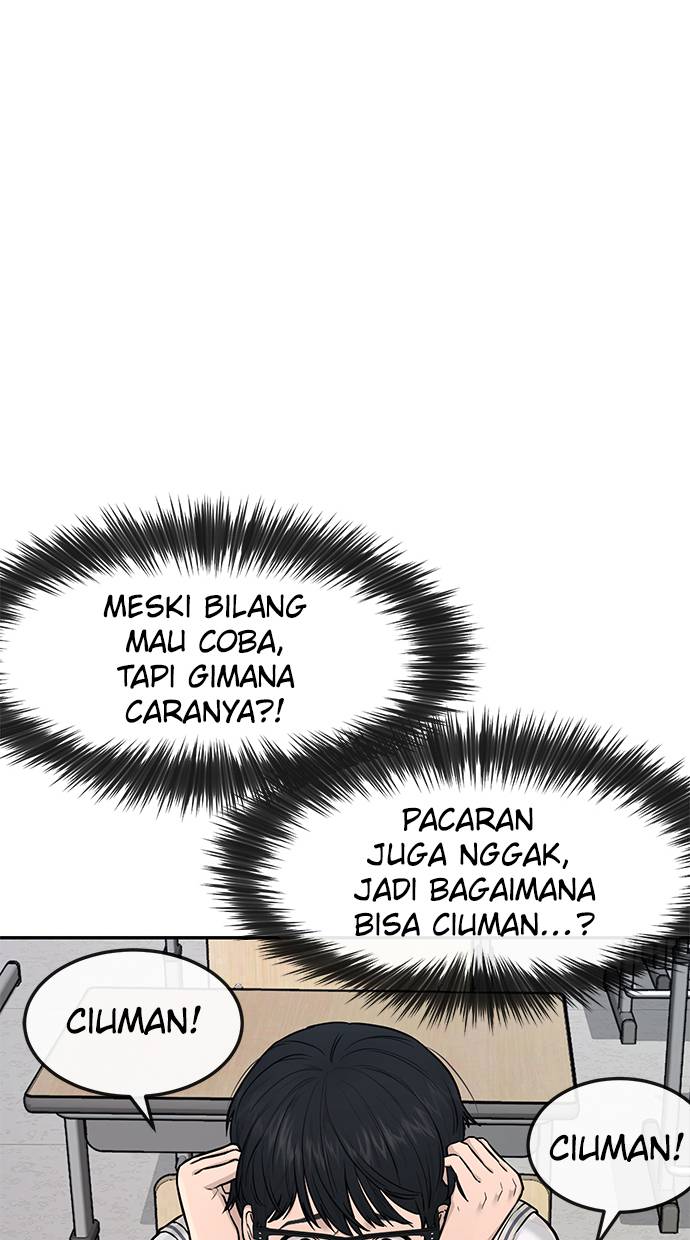 MESKI BILANG
MAU COBA,
TAPI GIMANA
CARANYA?!
PACARAN
JUGA NGGAK,
JADI BAGAIMANA
BISA CIUMAN...?
CIUMAN!
CIUMAN!